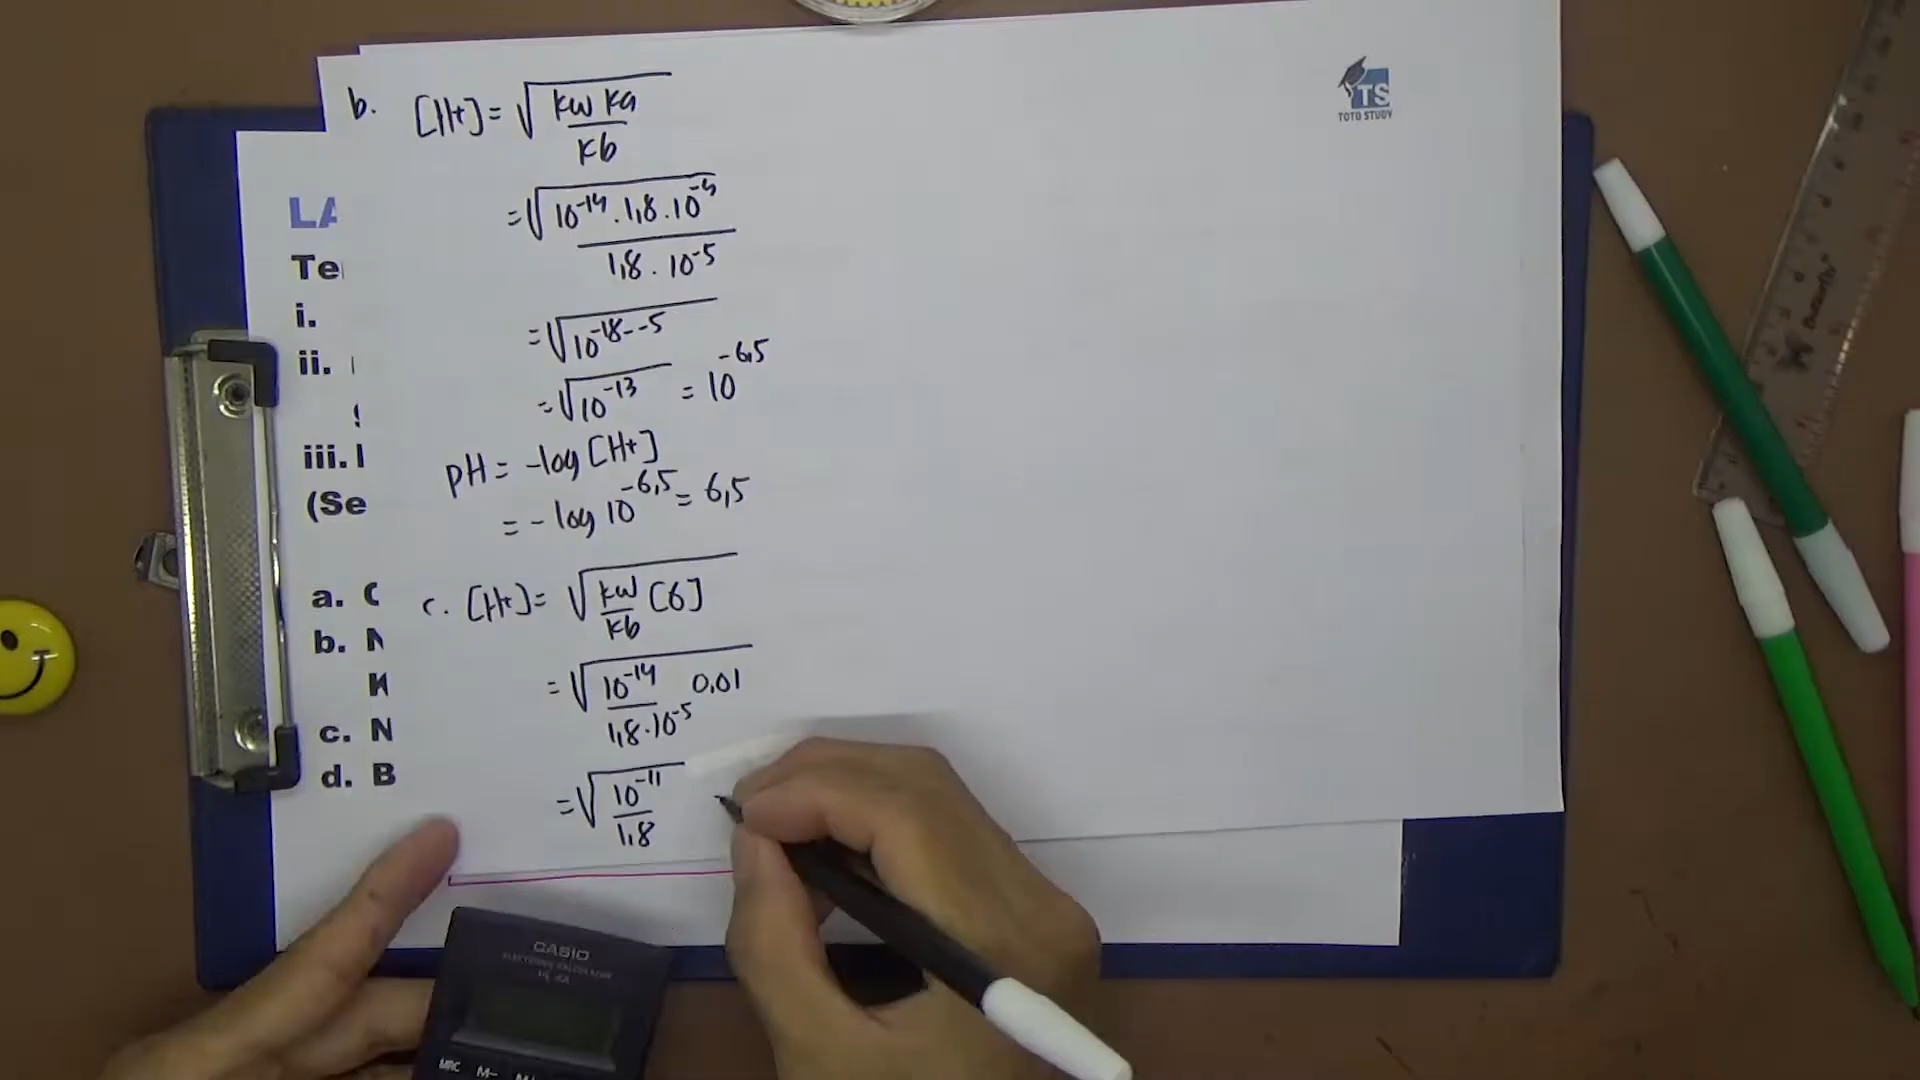 TS
TOTO STUDY
b. [H+] = √kw ka
kb
= √10⁻¹⁴ . 1,8 . 10⁻⁴
1,8 . 10⁻⁵
= √10⁻¹⁸⁻⁻⁵
= √10⁻¹³ = 10⁻⁶,⁵
pH = -log [H+]
= - log 10⁻⁶,⁵ = 6,5
c. [H+] = √kw [G]
kb
= √10⁻¹⁴ 0,01
1,8 . 10⁻⁵
= √10⁻¹¹
1,8
LA
Te
i.
ii.
iii.
(Se
a.
b. N
K
c. N
d. B
CASIO
MRC M-